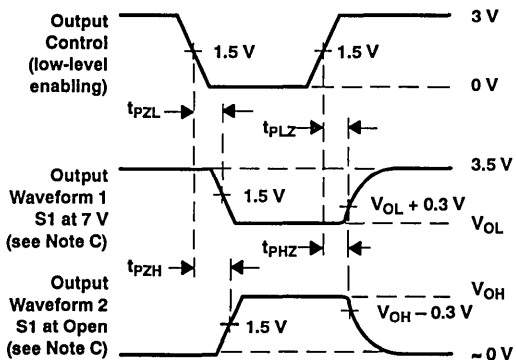 Output
Control
(low-level
enabling)
1.5 V
1.5 V
3 V
0 V
tPZL
tPLZ
Output
Waveform 1
S1 at 7 V
(see Note C)
1.5 V
VOL + 0.3 V
3.5 V
VOL
tPZH
tPHZ
Output
Waveform 2
S1 at Open
(see Note C)
1.5 V
VOH − 0.3 V
VOH
~ 0 V